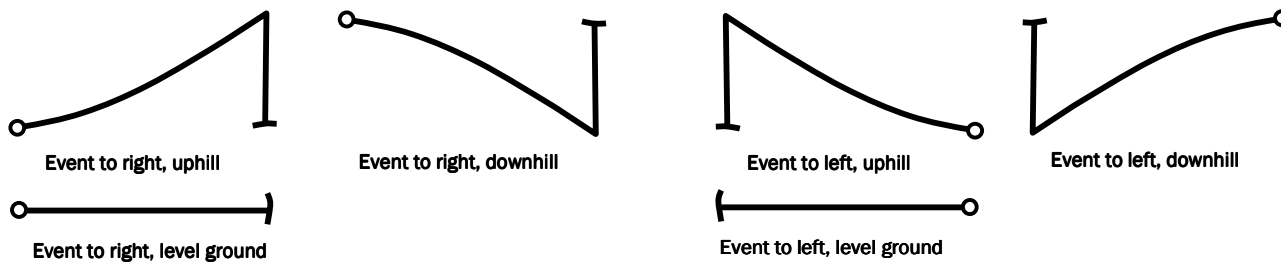 Event to right, uphill
Event to right, downhill
Event to left, uphill
Event to left, downhill
Event to right, level ground
Event to left, level ground